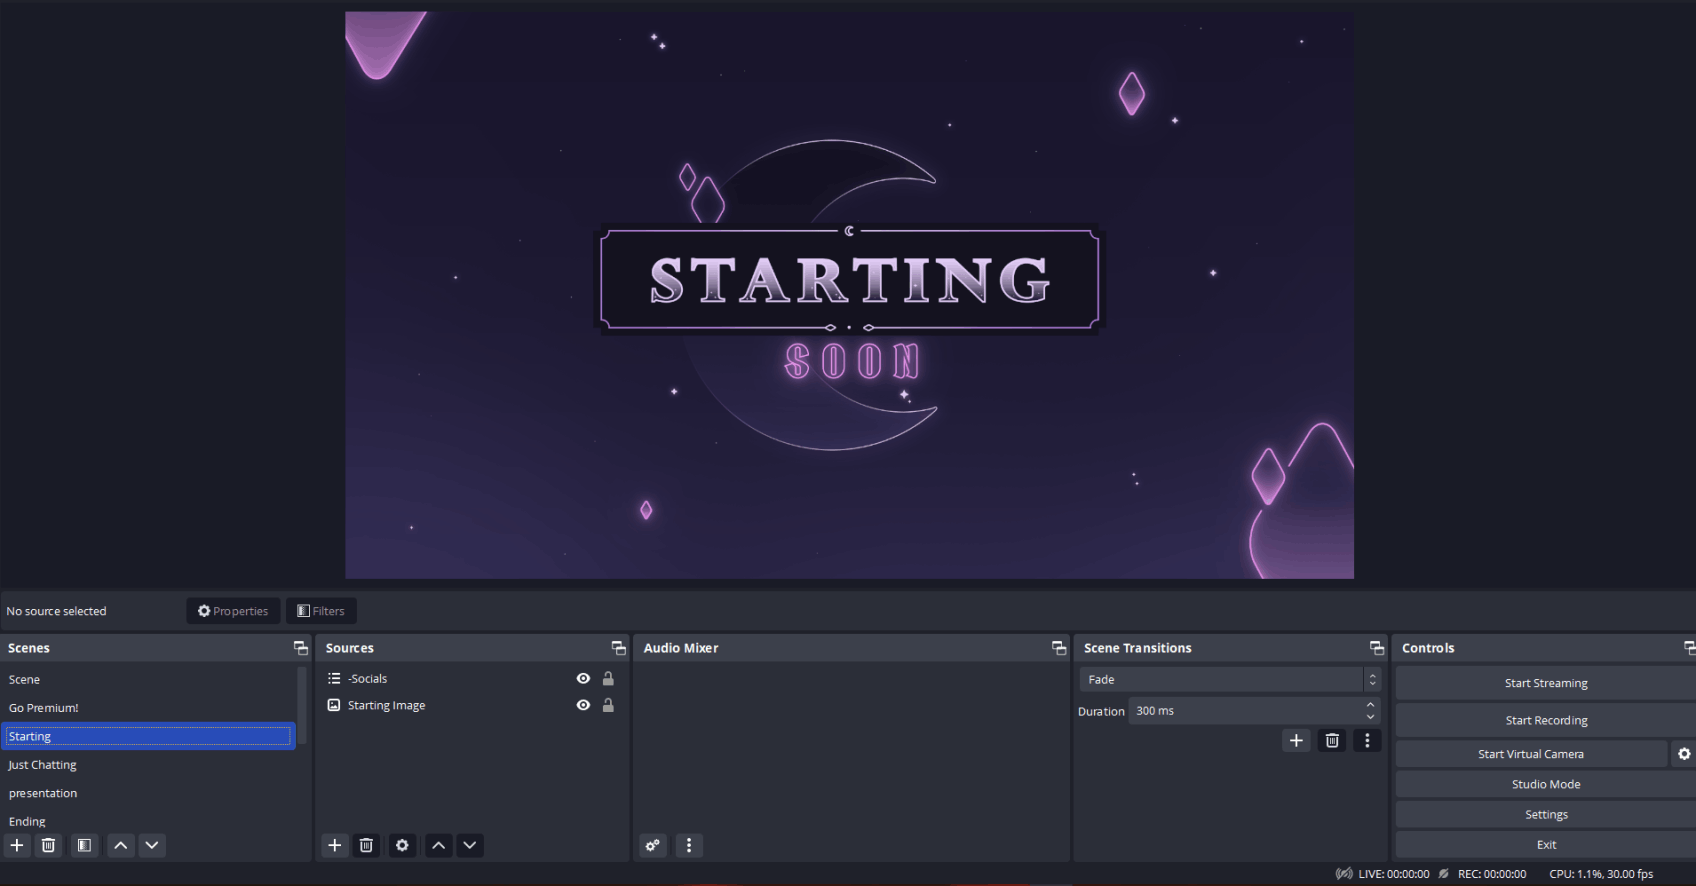 STARTING
SOON
No source selected
Properties
Filters
Scenes
Scene
Go Premium!
Starting
Just Chatting
presentation
Ending
Sources
-Socials
Starting Image
Audio Mixer
Scene Transitions
Fade
Duration 300 ms
Controls
Start Streaming
Start Recording
Start Virtual Camera
Studio Mode
Settings
Exit
LIVE: 00:00:00 REC: 00:00:00 CPU: 1.1%, 30.00 fps